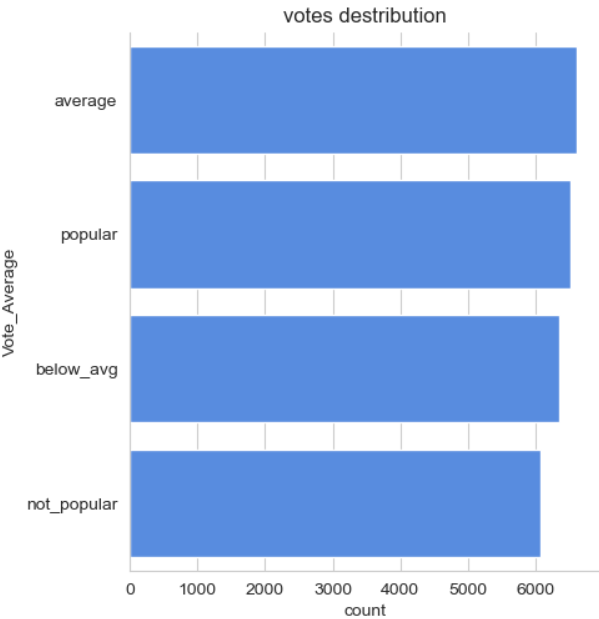 votes destribution
average
popular
below_avg
not_popular
Vote_Average
0 1000 2000 3000 4000 5000 6000
count